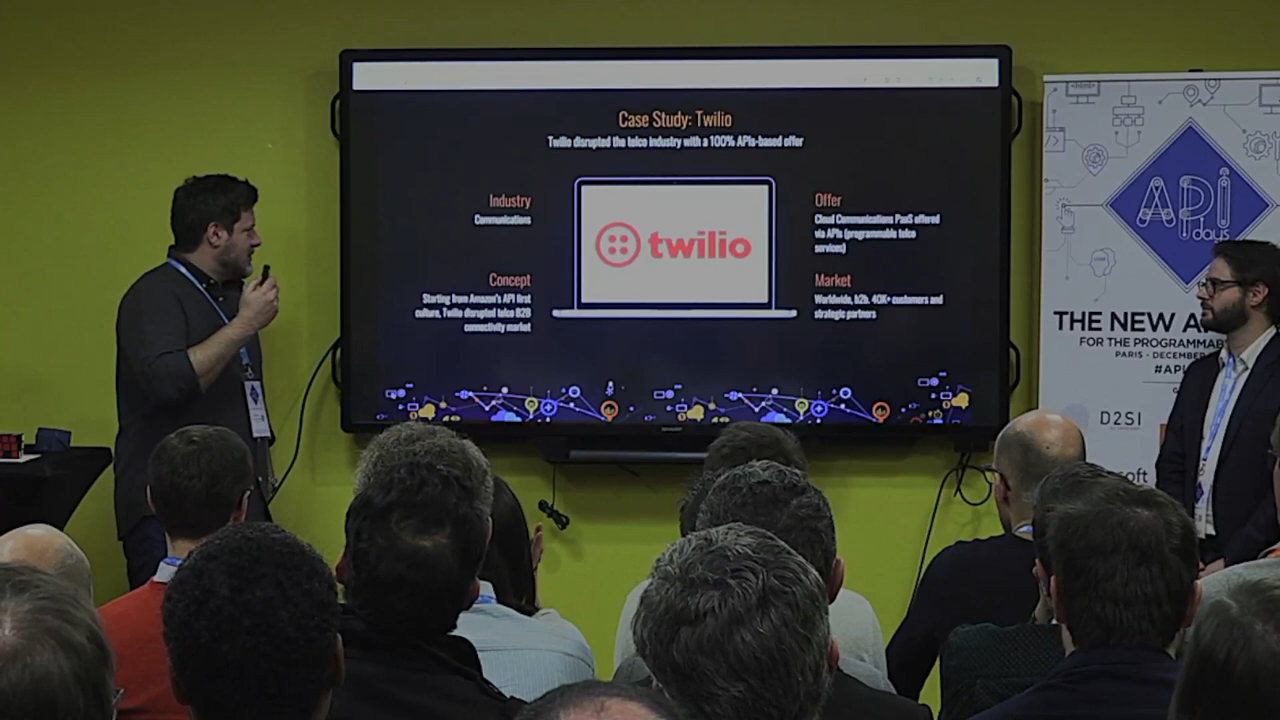 Case Study: Twilio
Twilio disrupted the telco industry with a 100% APIs-based offer
Industry
Communications
Concept
Starting from Amazon's API first
culture, Twilio disrupted telco B2B
connectivity market
twilio
Offer
Cloud Communications PaaS offered
via APIs (programmable telco
services)
Market
Worldwide, b2b. 40K+ customers and
strategic partners
SHARP
API
days
THE NEW A
FOR THE PROGRAMMAB
PARIS - DECEMBER
#API
D2SI
oft